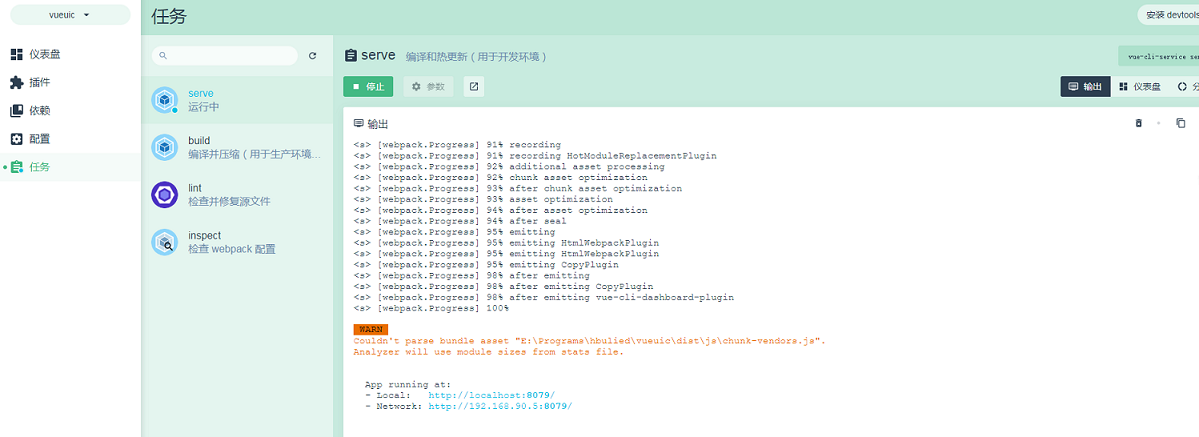 vueuic
任务
安装 devtools
仪表盘
插件
依赖
配置
任务
serve
运行中
build
编译并压缩（用于生产环境...
lint
检查并修复源文件
inspect
检查 webpack 配置
serve 编译和热更新（用于开发环境）
vue-cli-service se
停止
参数
输出
仪表盘
输出
<s> [webpack.Progress] 91% recording
<s> [webpack.Progress] 91% recording HotModuleReplacementPlugin
<s> [webpack.Progress] 92% additional asset processing
<s> [webpack.Progress] 92% chunk asset optimization
<s> [webpack.Progress] 93% after chunk asset optimization
<s> [webpack.Progress] 93% asset optimization
<s> [webpack.Progress] 94% after asset optimization
<s> [webpack.Progress] 94% after seal
<s> [webpack.Progress] 95% emitting
<s> [webpack.Progress] 95% emitting HtmlWebpackPlugin
<s> [webpack.Progress] 95% emitting HtmlWebpackPlugin
<s> [webpack.Progress] 95% emitting CopyPlugin
<s> [webpack.Progress] 98% after emitting
<s> [webpack.Progress] 98% after emitting CopyPlugin
<s> [webpack.Progress] 98% after emitting vue-cli-dashboard-plugin
<s> [webpack.Progress] 100%
WARN
Couldn't parse bundle asset "E:\Programs\hbulied\vueuic\dist\js\chunk-vendors.js".
Analyzer will use module sizes from stats file.
App running at:
- Local: http://localhost:8079/
- Network: http://192.168.90.5:8079/